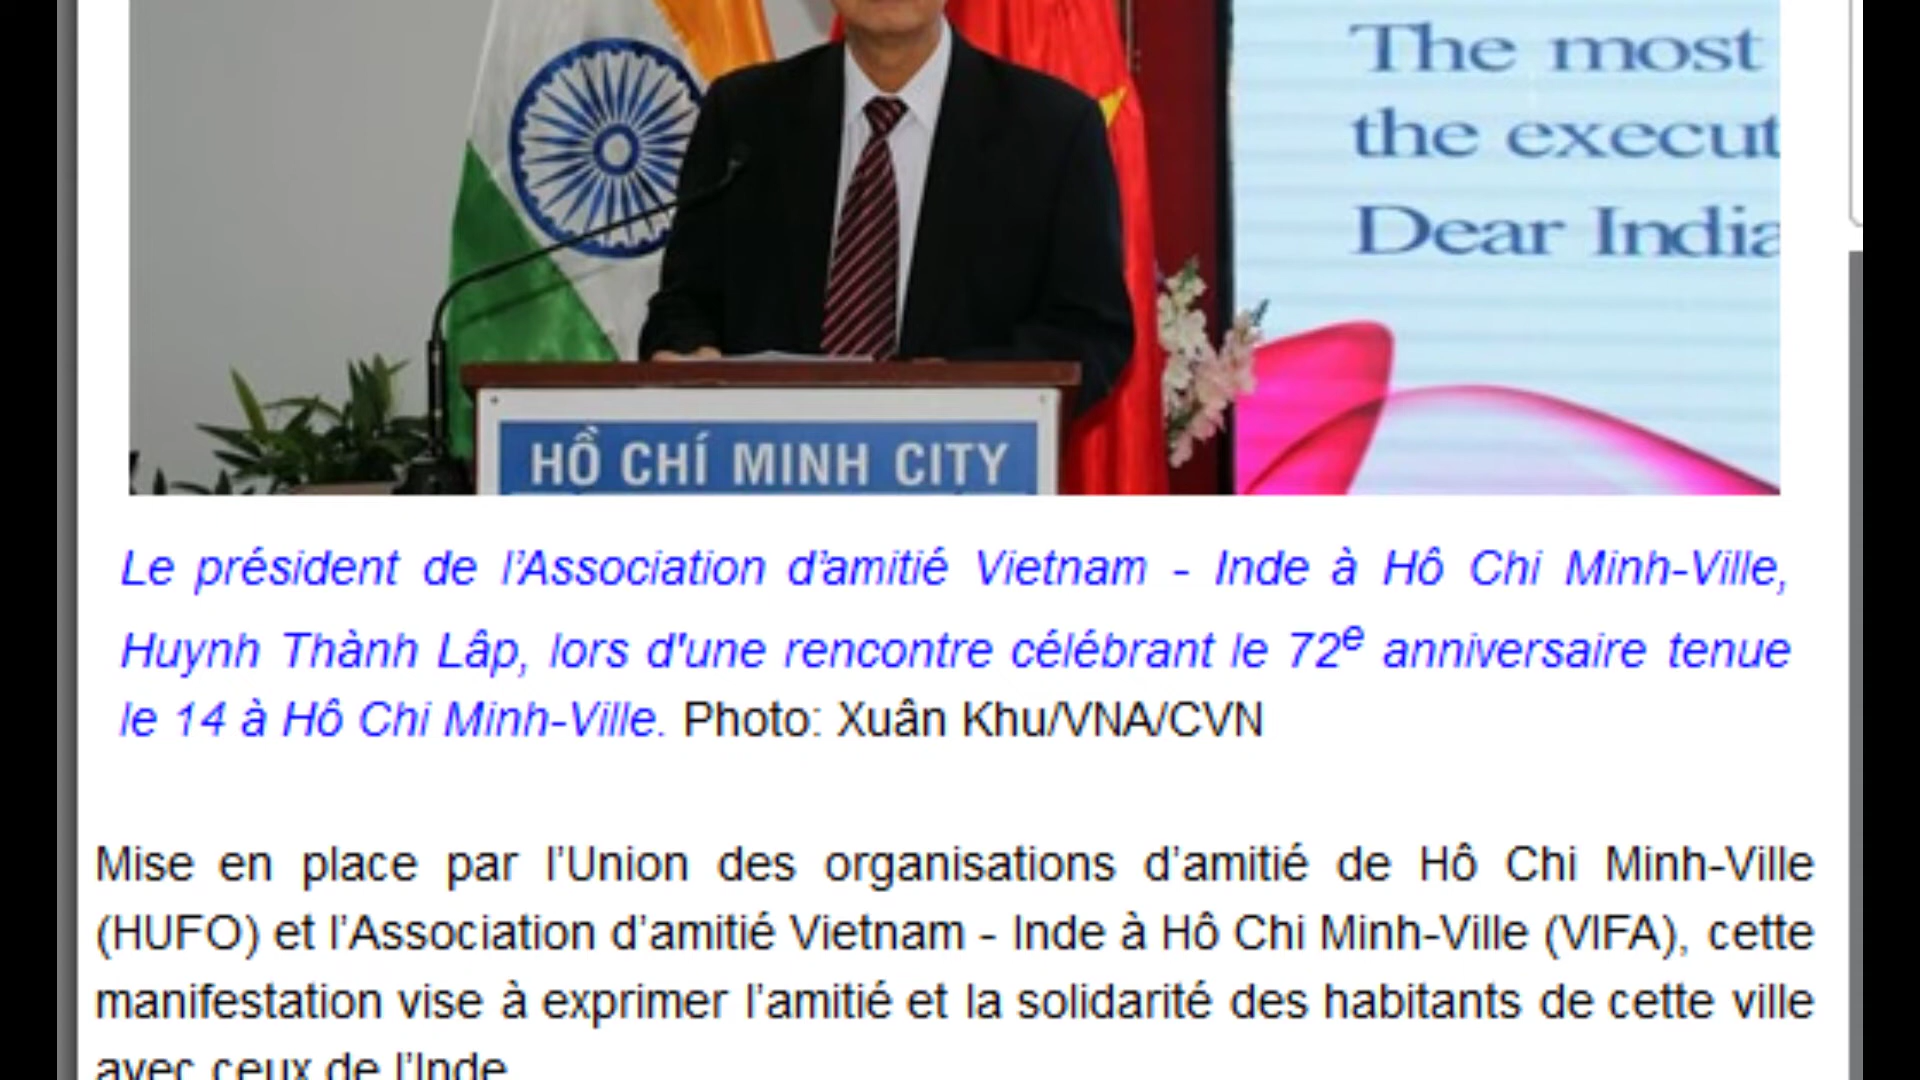 The most
the execut
Dear India
HỒ CHÍ MINH CITY
Le président de l’Association d’amitié Vietnam - Inde à Hô Chi Minh-Ville,
Huynh Thành Lâp, lors d'une rencontre célébrant le 72e anniversaire tenue
le 14 à Hô Chi Minh-Ville. Photo: Xuân Khu/VNA/CVN
Mise en place par l’Union des organisations d’amitié de Hô Chi Minh-Ville
(HUFO) et l’Association d’amitié Vietnam - Inde à Hô Chi Minh-Ville (VIFA), cette
manifestation vise à exprimer l’amitié et la solidarité des habitants de cette ville
avec ceux de l’Inde